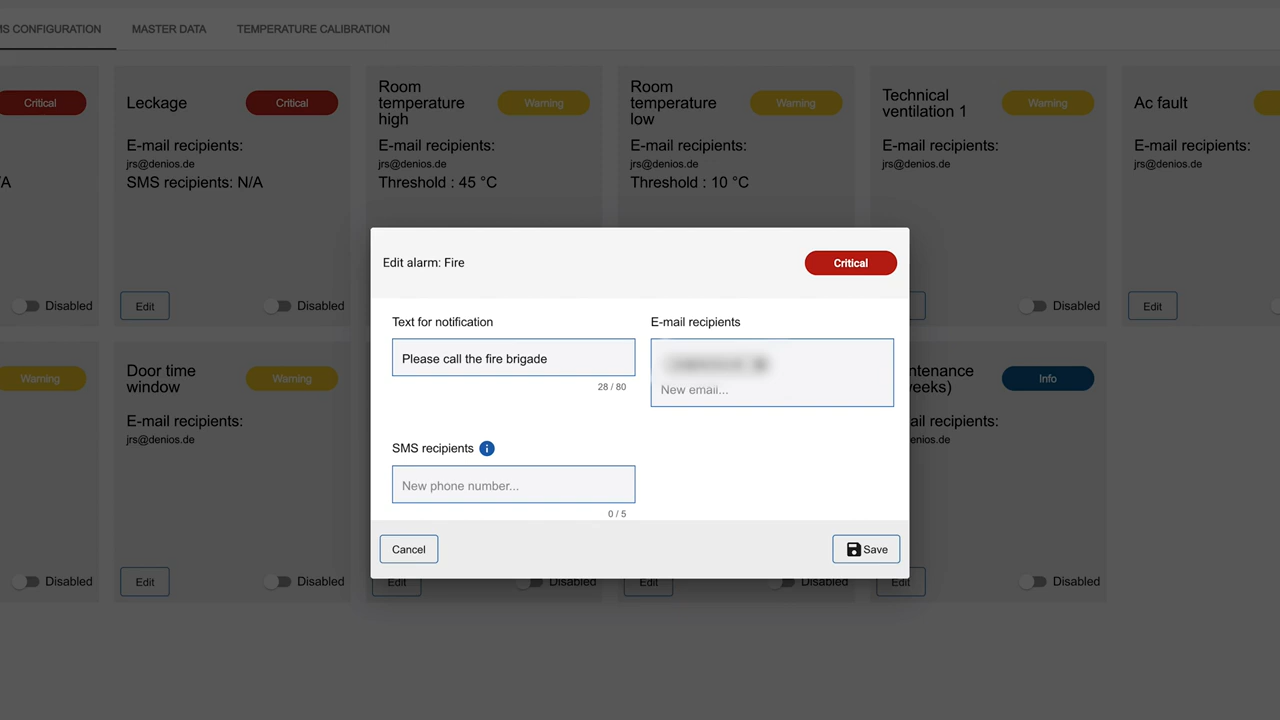 MS CONFIGURATION
MASTER DATA
TEMPERATURE CALIBRATION
Critical
/A
Disabled
Leckage
Critical
E-mail recipients:
jrs@denios.de
SMS recipients: N/A
Edit
Disabled
Room
temperature
high
Warning
E-mail recipients:
jrs@denios.de
Threshold : 45 °C
Room
temperature
low
Warning
E-mail recipients:
jrs@denios.de
Threshold : 10 °C
Technical
ventilation 1
Warning
E-mail recipients:
jrs@denios.de
Disabled
Ac fault
E-mail recipients:
jrs@denios.de
Edit
Edit alarm: Fire
Critical
Text for notification
Please call the fire brigade
28 / 80
E-mail recipients
New email...
SMS recipients
i
New phone number...
0 / 5
Cancel
Save
Warning
Disabled
Door time
window
Warning
E-mail recipients:
jrs@denios.de
Edit
Disabled
Edit
Disabled
Edit
Disabled
ntenance
weeks)
Info
ail recipients:
enios.de
Edit
Disabled